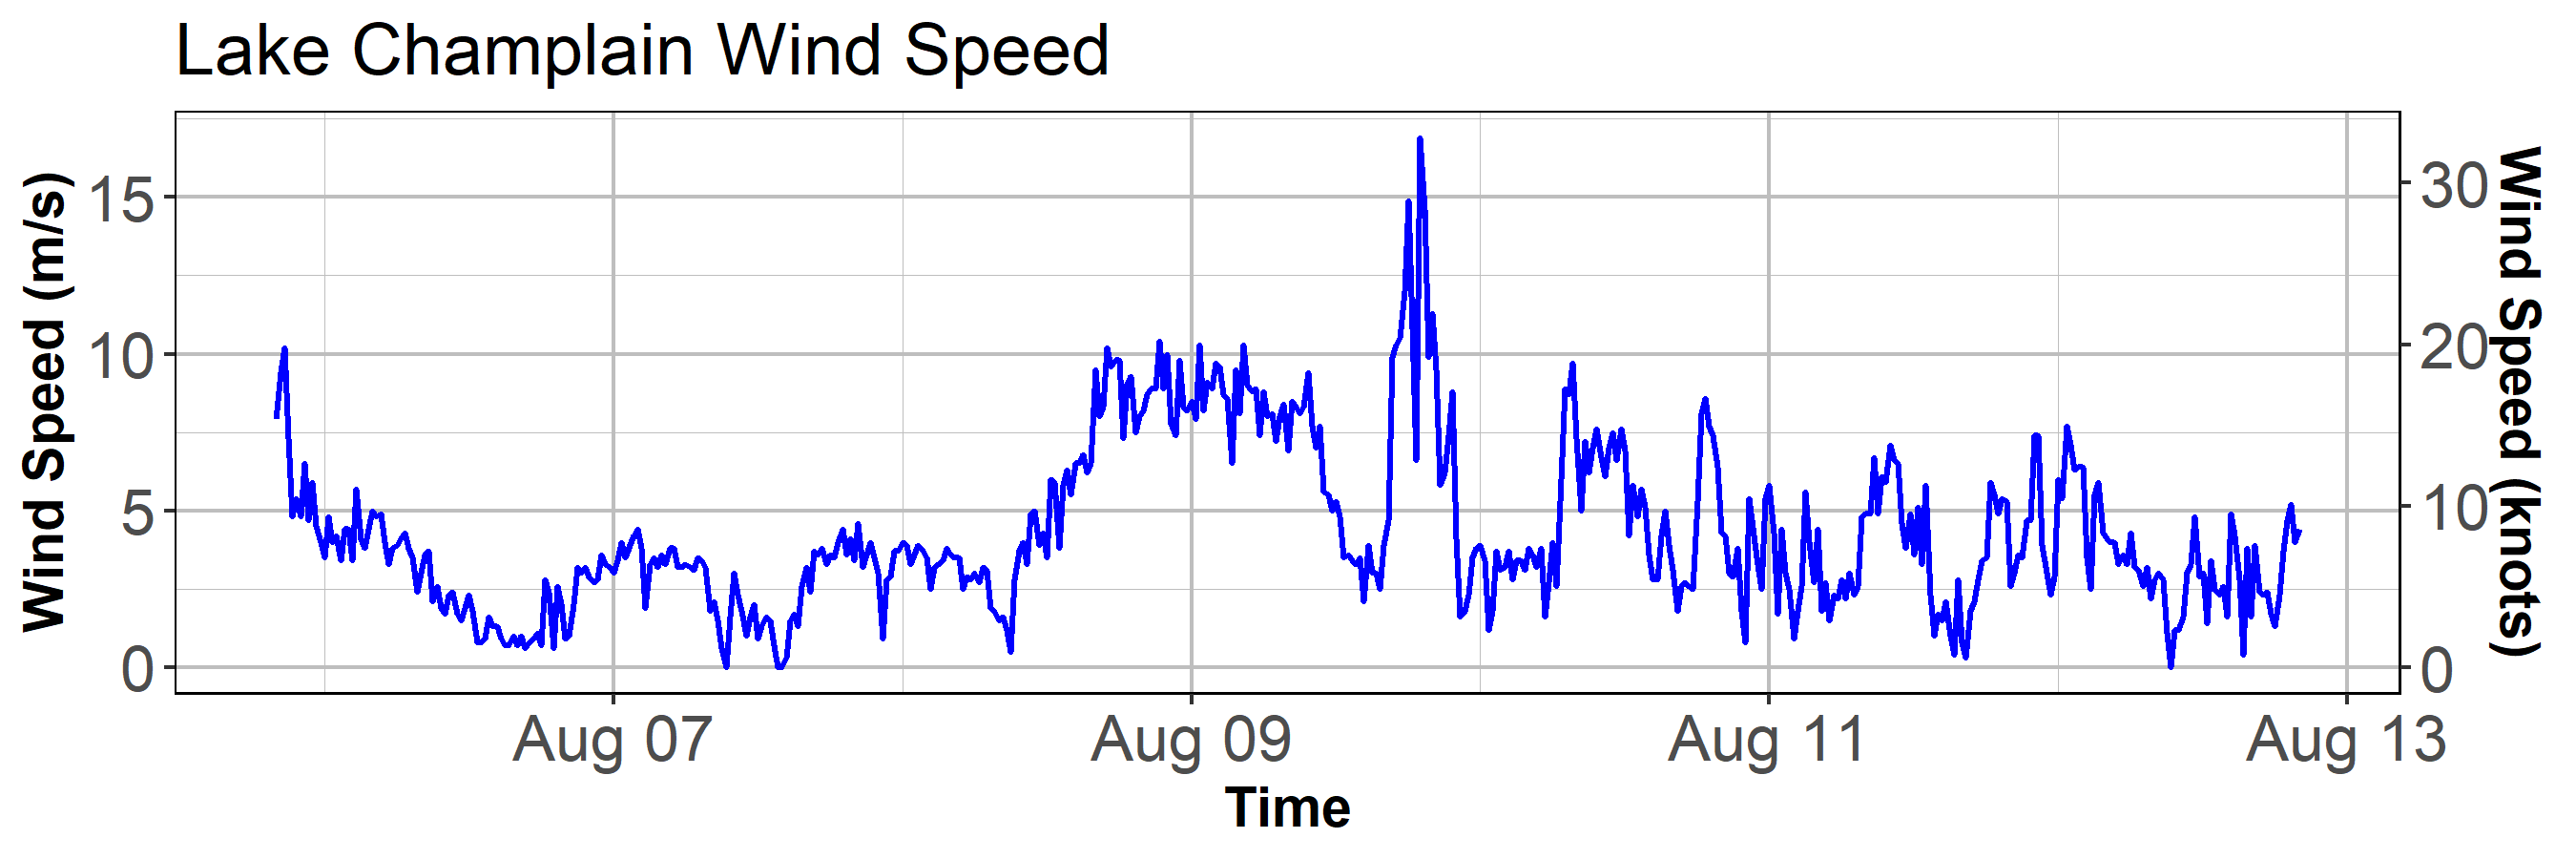 Lake Champlain Wind Speed
Wind Speed (m/s)
15
10
5
0
30
20
10
0
Wind Speed (knots)
Aug 07 Aug 09 Aug 11 Aug 13
Time